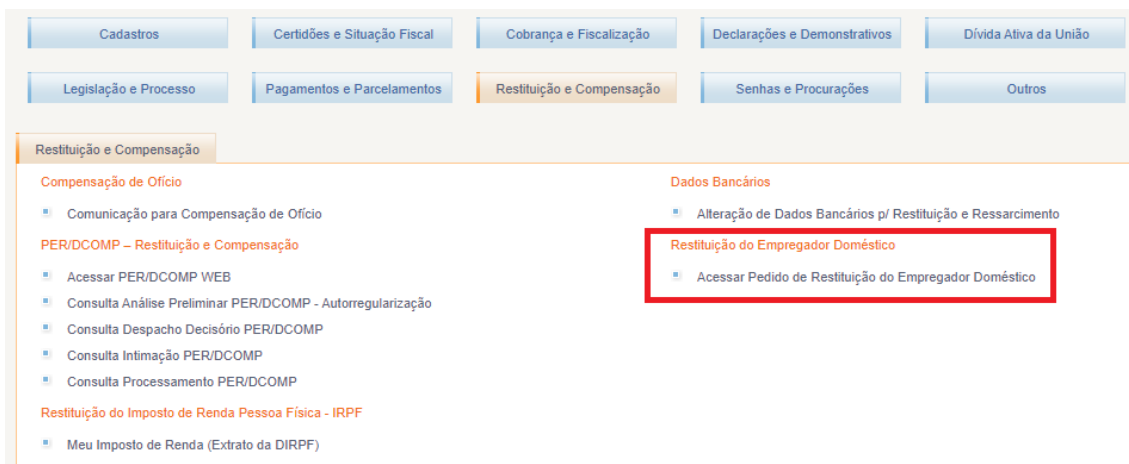 Cadastros
Certidões e Situação Fiscal
Cobrança e Fiscalização
Declarações e Demonstrativos
Dívida Ativa da União
Legislação e Processo
Pagamentos e Parcelamentos
Restituição e Compensação
Senhas e Procurações
Outros
Restituição e Compensação
Compensação de Ofício
Comunicação para Compensação de Ofício
PER/DCOMP – Restituição e Compensação
Acessar PER/DCOMP WEB
Consulta Análise Preliminar PER/DCOMP - Autorregularização
Consulta Despacho Decisório PER/DCOMP
Consulta Intimação PER/DCOMP
Consulta Processamento PER/DCOMP
Restituição do Imposto de Renda Pessoa Física - IRPF
Meu Imposto de Renda (Extrato da DIRPF)
Dados Bancários
Alteração de Dados Bancários p/ Restituição e Ressarcimento
Restituição do Empregador Doméstico
Acessar Pedido de Restituição do Empregador Doméstico